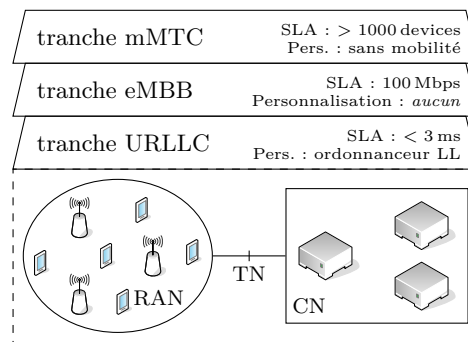 tranche mMTC
SLA : > 1000 devices
Pers. : sans mobilité
tranche eMBB
SLA : 100 Mbps
Personnalisation : aucun
tranche URLLC
SLA : < 3 ms
Pers. : ordonnanceur LL
RAN
TN
CN